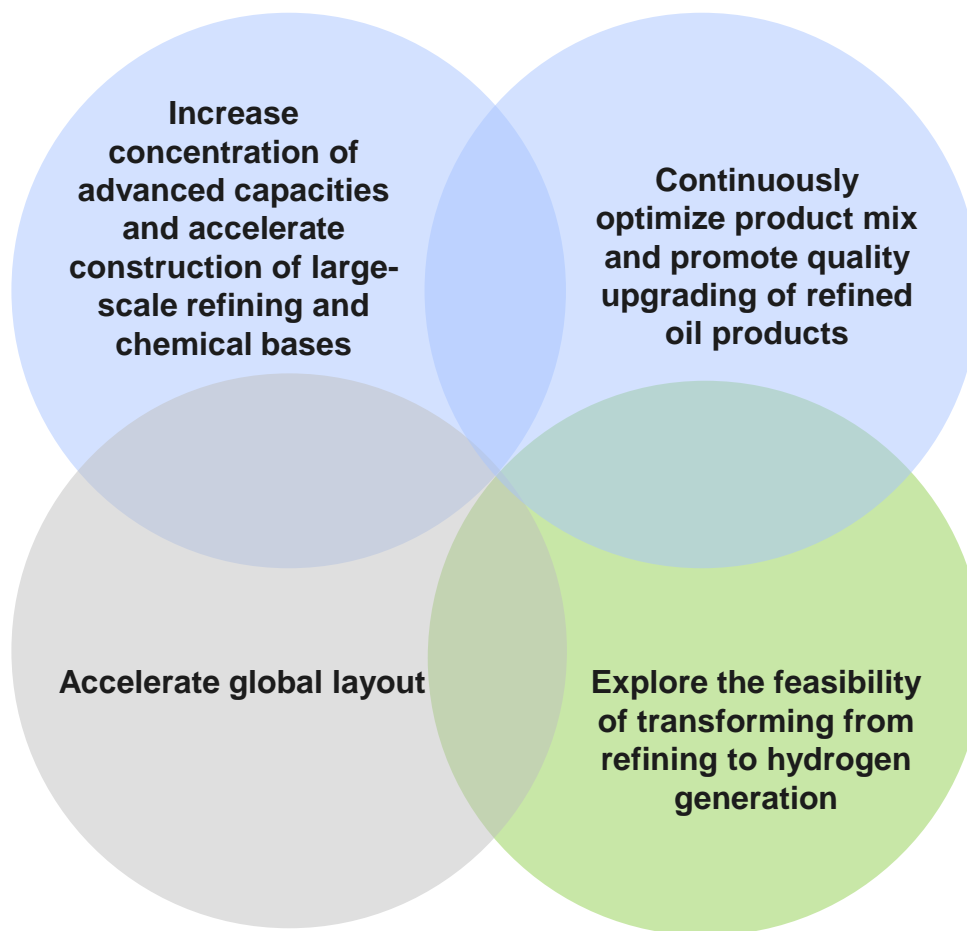 Increase
concentration of
advanced capacities
and accelerate
construction of large-
scale refining and
chemical bases
Continuously
optimize product mix
and promote quality
upgrading of refined
oil products
Accelerate global layout
Explore the feasibility
of transforming from
refining to hydrogen
generation